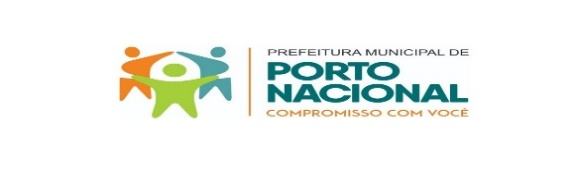 PREFEITURA MUNICIPAL DE
PORTO
NACIONAL
COMPROMISSO COM VOCÊ